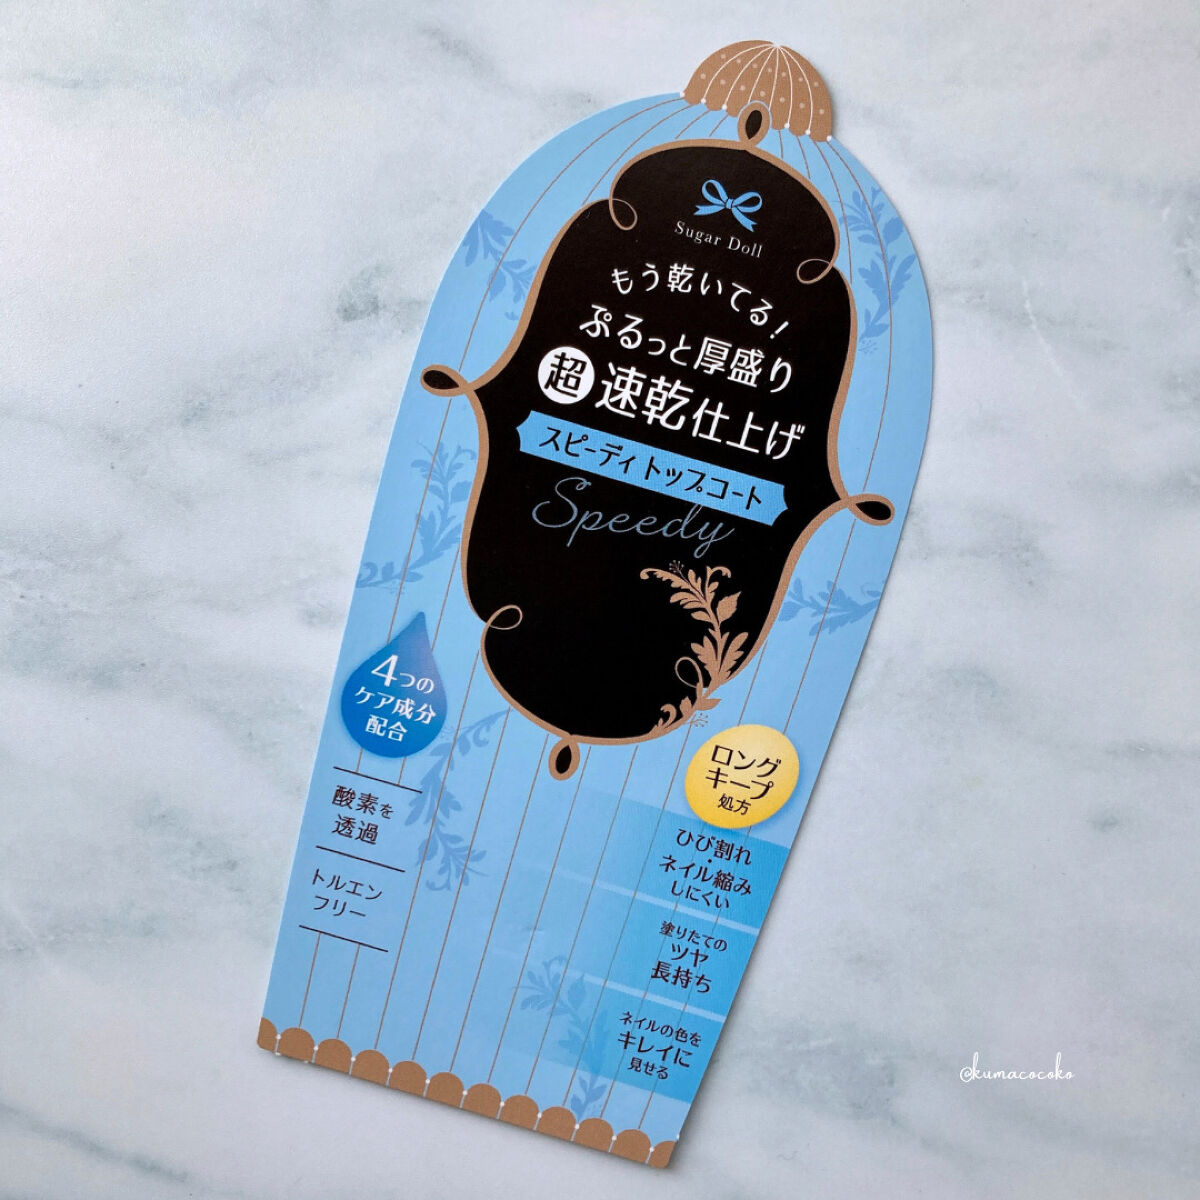 Sugar Doll
もう乾いてる!
ぷるっと厚盛り
超速乾仕上げ
スピーディ トップコート
Speedy
4つの
ケア成分
配合
酸素を
透過
トルエン
フリー
ロング
キープ
処方
ひび割れ・
ネイル縮み
しにくい
塗りたての
ツヤ
長持ち
ネイルの色を
キレイに
見せる
@kumacocoko